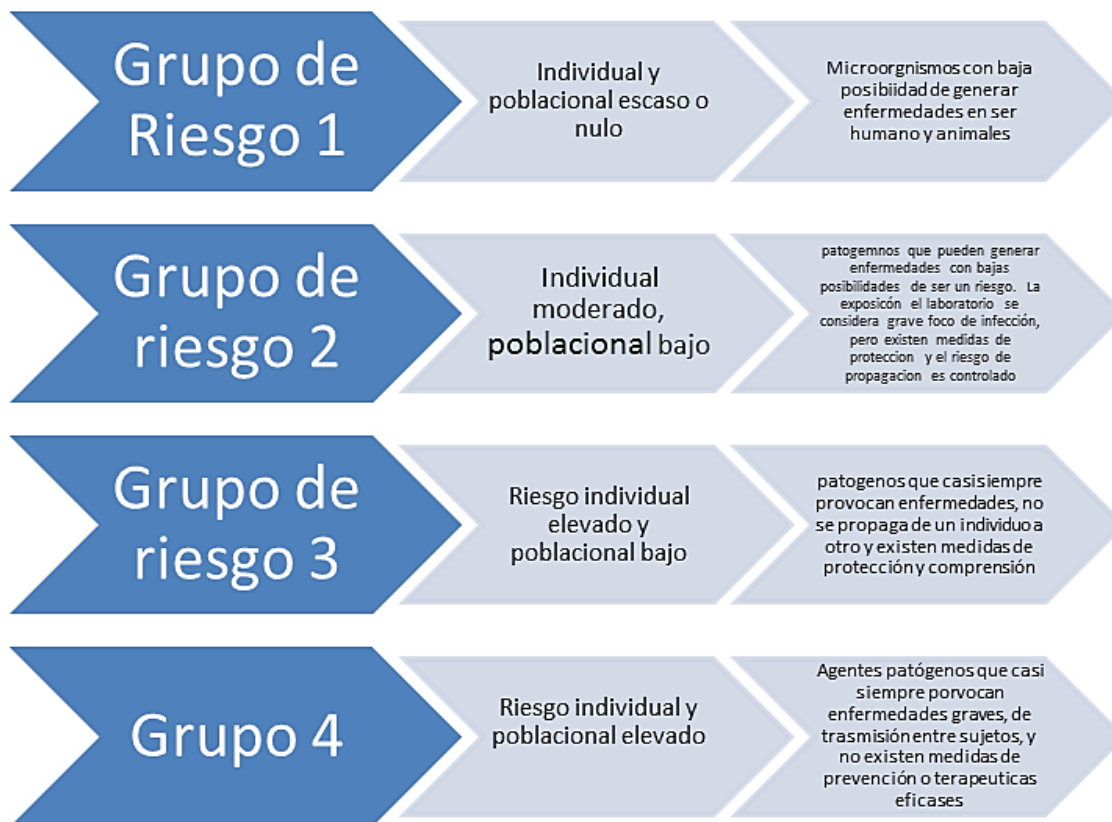 Grupo de
Riesgo 1
Individual y
poblacional escaso o
nulo
Microorgnismos con baja
posibiidad de generar
enfermedades en ser
humano y animales
Grupo de
riesgo 2
Individual
moderado,
poblacional bajo
patogemnos que pueden generar
enfermedades con bajas
posibilidades de ser un riesgo. La
exposicón el laboratorio se
considera grave foco de infección,
pero existen medidas de
proteccion y el riesgo de
propagacion es controlado
Grupo de
riesgo 3
Riesgo individual
elevado y
poblacional bajo
patogenos que casi siempre
provocan enfermedades, no
se propaga de un individuo a
otro y existen medidas de
protección y comprensión
Grupo 4
Riesgo individual y
poblacional elevado
Agentes patógenos que casi
siempre porvocan
enfermedades graves, de
trasmisión entre sujetos, y
no existen medidas de
prevención o terapeuticas
eficases